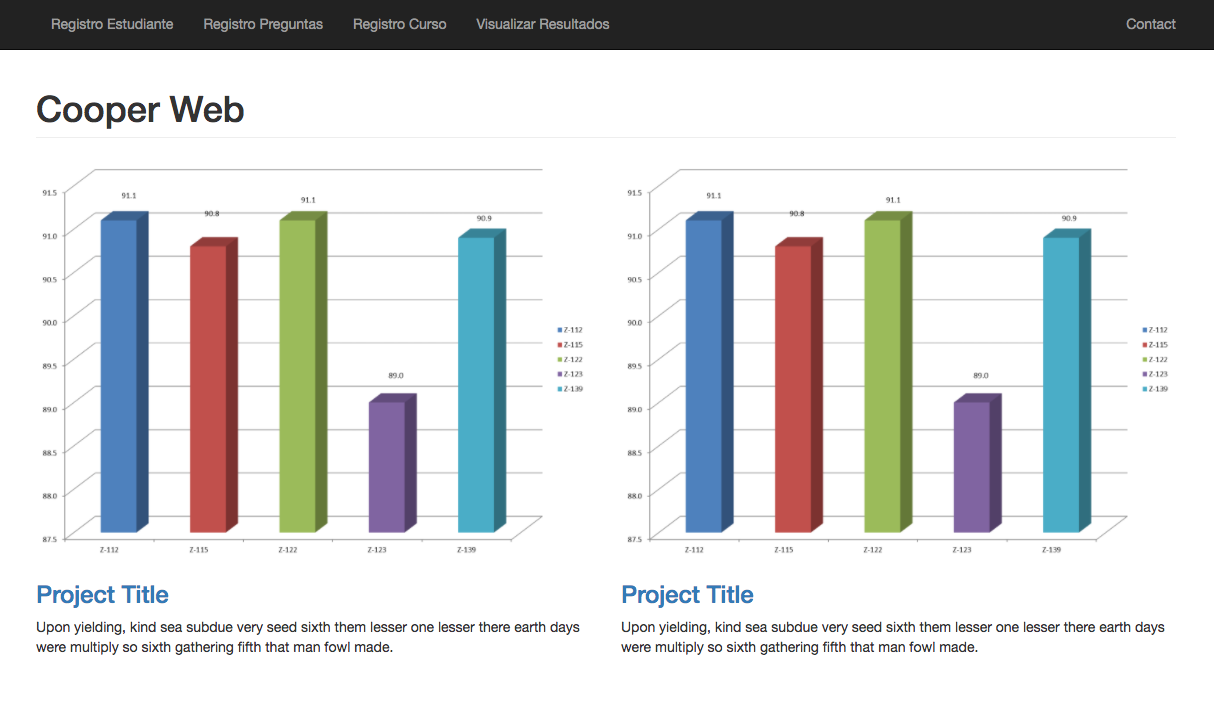 Registro Estudiante Registro Preguntas Registro Curso Visualizar Resultados Contact
Cooper Web
91.5
91.0
90.5
90.0
89.5
89.0
88.5
88.0
87.5
91.1
90.8
91.1
89.0
90.9
Z-112
Z-115
Z-122
Z-123
Z-139
Z-112 Z-115 Z-122 Z-123 Z-139
Project Title
Upon yielding, kind sea subdue very seed sixth them lesser one lesser there earth days
were multiply so sixth gathering fifth that man fowl made.
91.5
91.0
90.5
90.0
89.5
89.0
88.5
88.0
87.5
91.1
90.8
91.1
89.0
90.9
Z-112
Z-115
Z-122
Z-123
Z-139
Z-112 Z-115 Z-122 Z-123 Z-139
Project Title
Upon yielding, kind sea subdue very seed sixth them lesser one lesser there earth days
were multiply so sixth gathering fifth that man fowl made.